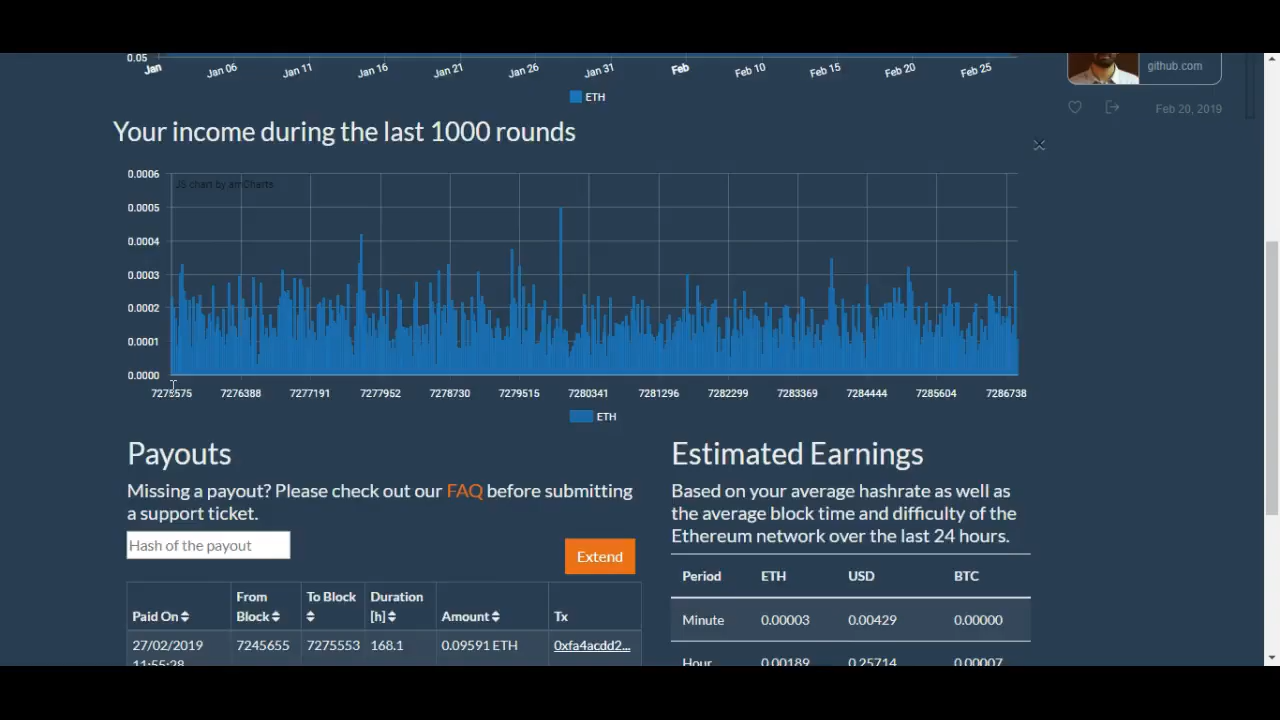 0.05
Jan Jan 06 Jan 11 Jan 16 Jan 21 Jan 26 Jan 31 Feb Feb 10 Feb 15 Feb 20 Feb 25
ETH
github.com
Feb 20, 2019
Your income during the last 1000 rounds
0.0006
JS chart by amCharts
0.0005
0.0004
0.0003
0.0002
0.0001
0.0000
7275575 7276388 7277191 7277952 7278730 7279515 7280341 7281296 7282299 7283369 7284444 7285604 7286738
ETH
Payouts
Missing a payout? Please check out our FAQ before submitting
a support ticket.
Hash of the payout
Extend
Paid On From Block To Block Duration [h] Amount Tx
27/02/2019 11:55:28 7245655 7275553 168.1 0.09591 ETH 0xfa4acdd2...
Estimated Earnings
Based on your average hashrate as well as
the average block time and difficulty of the
Ethereum network over the last 24 hours.
Period ETH USD BTC
Minute 0.00003 0.00429 0.00000
Hour 0.00189 0.25714 0.00007